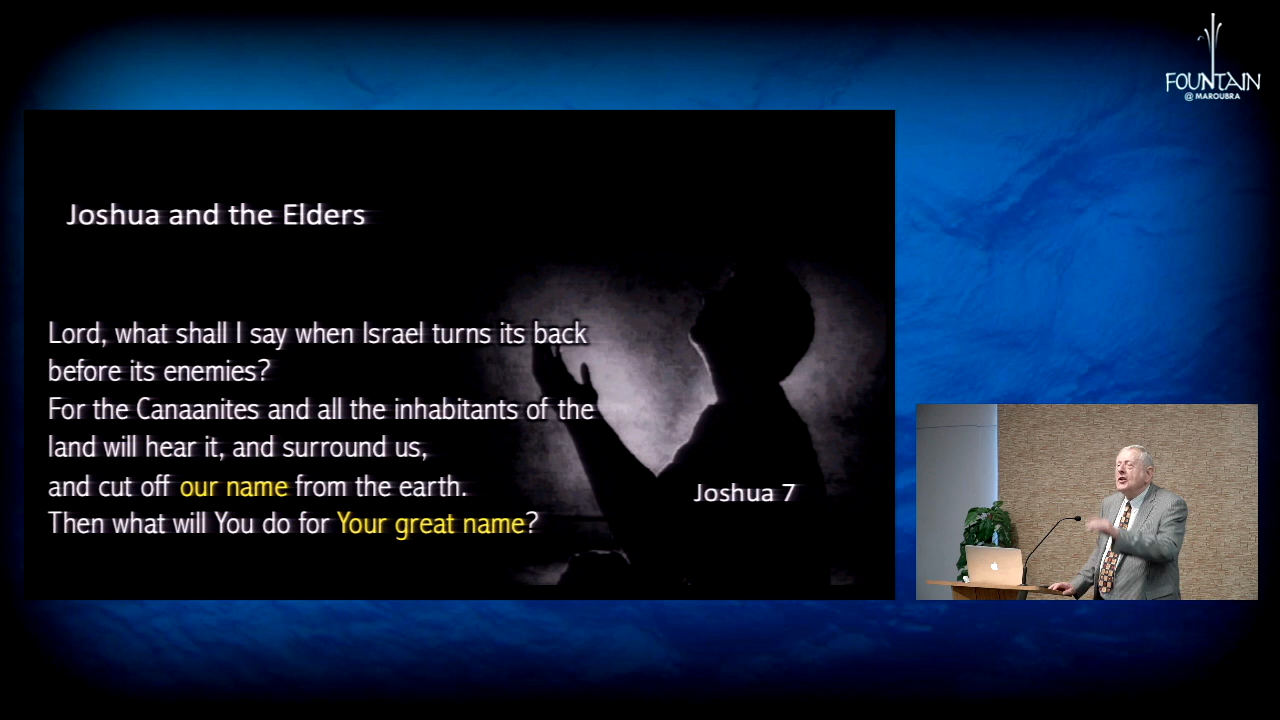 FOUNTAIN
@ MAROUBRA
Joshua and the Elders
Lord, what shall I say when Israel turns its back
before its enemies?
For the Canaanites and all the inhabitants of the
land will hear it, and surround us,
and cut off our name from the earth.
Then what will You do for Your great name?
Joshua 7